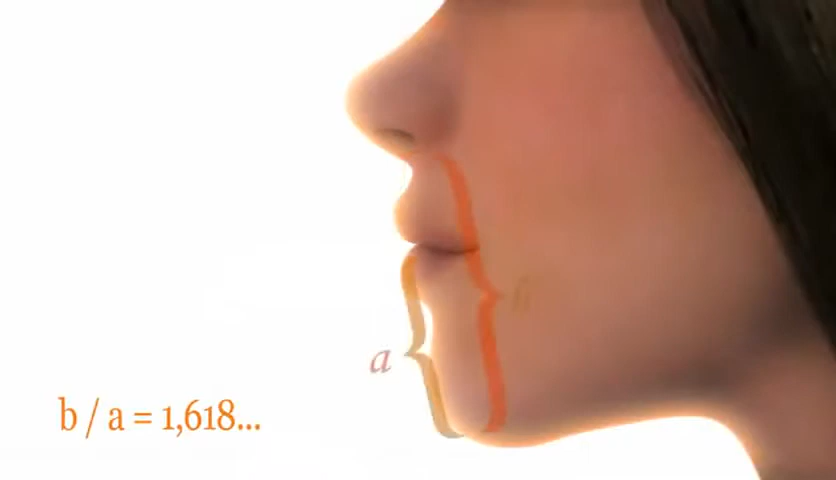 b
a
b / a = 1,618...